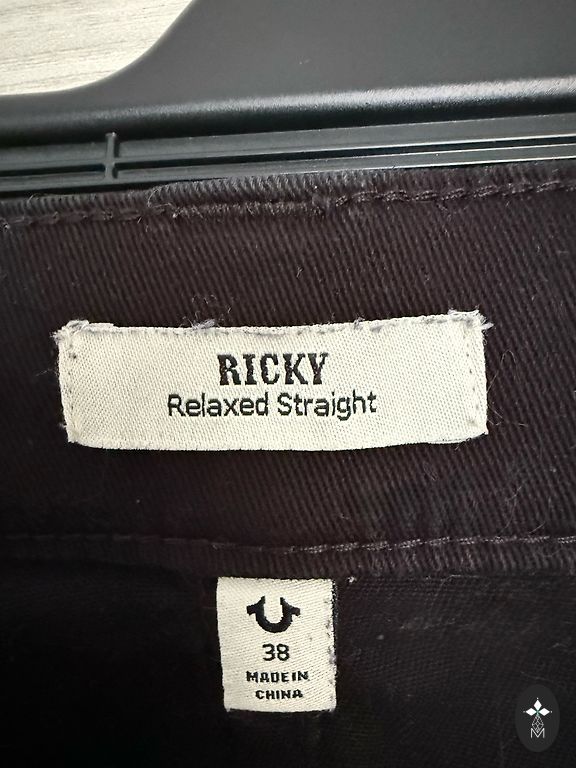 RICKY
Relaxed Straight
38
MADE IN
CHINA
M